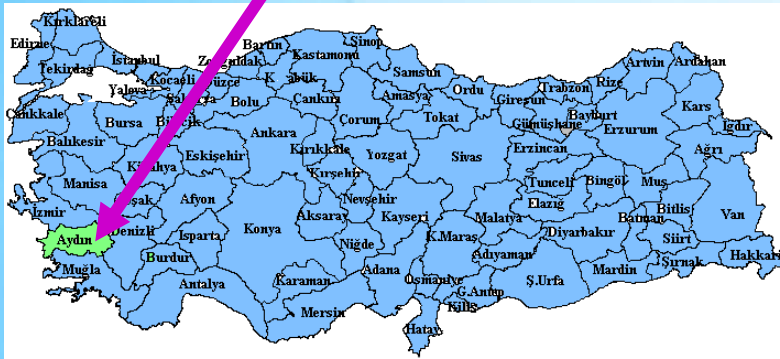 Kırklareli
Edirne
Tekirdağ
İstanbul
Kocaeli
Yalova
Zonguldak
Bartın
Kastamonu
Sinop
Samsun
Ordu
Giresun
Trabzon
Rize
Artvin
Ardahan
Kars
Iğdır
Ağrı
Erzurum
Bayburt
Gümüşhane
Erzincan
Tokat
Amasya
Çorum
Çankırı
Bolu
Bursa
Balıkesir
Eskişehir
Ankara
Kırıkkale
Kırşehir
Yozgat
Sivas
Tunceli
Bingöl
Muş
Elazığ
Bitlis
Van
Batman
Siirt
Hakkari
Şırnak
Mardin
Diyarbakır
Malatya
Adıyaman
Ş.Urfa
K.Maraş
Kayseri
Nevşehir
Aksaray
Niğde
Konya
Afyon
Manisa
İzmir
Aydın
Denizli
Muğla
Burdur
Isparta
Antalya
Karaman
Mersin
Adana
Osmaniye
G.Antep
Kilis
Hatay